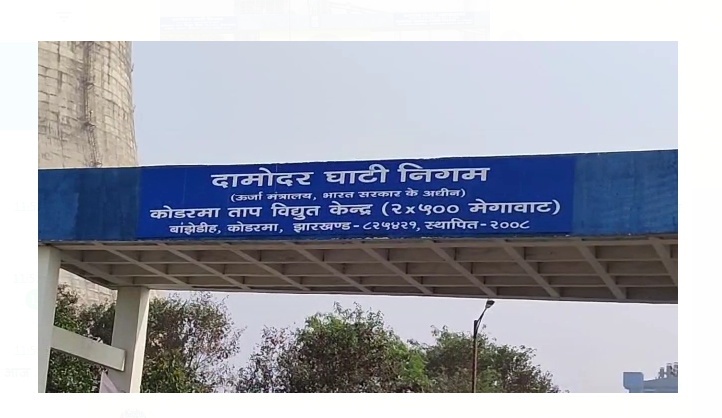 दामोदर घाटी निगम
(ऊर्जा मंत्रालय, भारत सरकार के अधीन)
कोडरमा ताप विद्युत केन्द्र (२x५०० मेगावाट)
बांझेडीह, कोडरमा, झारखण्ड-८२५४२१, स्थापित-२००८